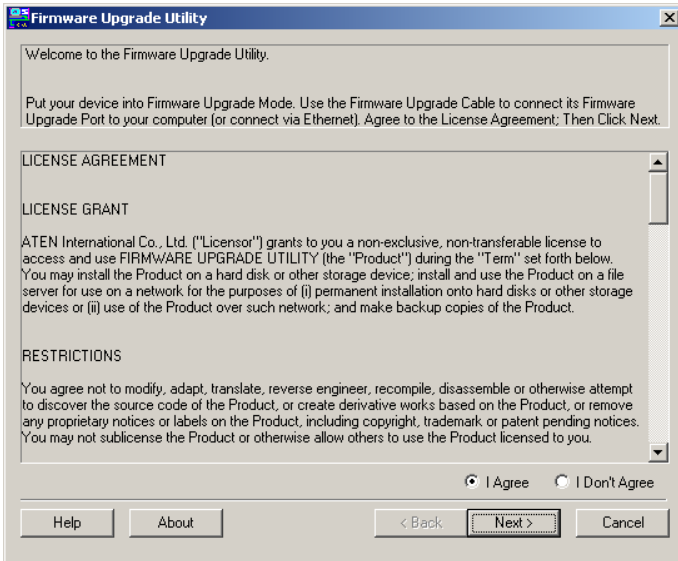 Firmware Upgrade Utility
Welcome to the Firmware Upgrade Utility.
Put your device into Firmware Upgrade Mode. Use the Firmware Upgrade Cable to connect its Firmware
Upgrade Port to your computer (or connect via Ethernet). Agree to the License Agreement; Then Click Next.
LICENSE AGREEMENT
LICENSE GRANT
ATEN International Co., Ltd. ("Licensor") grants to you a non-exclusive, non-transferable license to
access and use FIRMWARE UPGRADE UTILITY (the "Product") during the "Term" set forth below.
You may install the Product on a hard disk or other storage device; install and use the Product on a file
server for use on a network for the purposes of (i) permanent installation onto hard disks or other storage
devices or (ii) use of the Product over such network; and make backup copies of the Product.
RESTRICTIONS
You agree not to modify, adapt, translate, reverse engineer, recompile, disassemble or otherwise attempt
to discover the source code of the Product, or create derivative works based on the Product, or remove
any proprietary notices or labels on the Product, including copyright, trademark or patent pending notices.
You may not sublicense the Product or otherwise allow others to use the Product licensed to you.
I Agree I Don't Agree
Help About < Back Next > Cancel